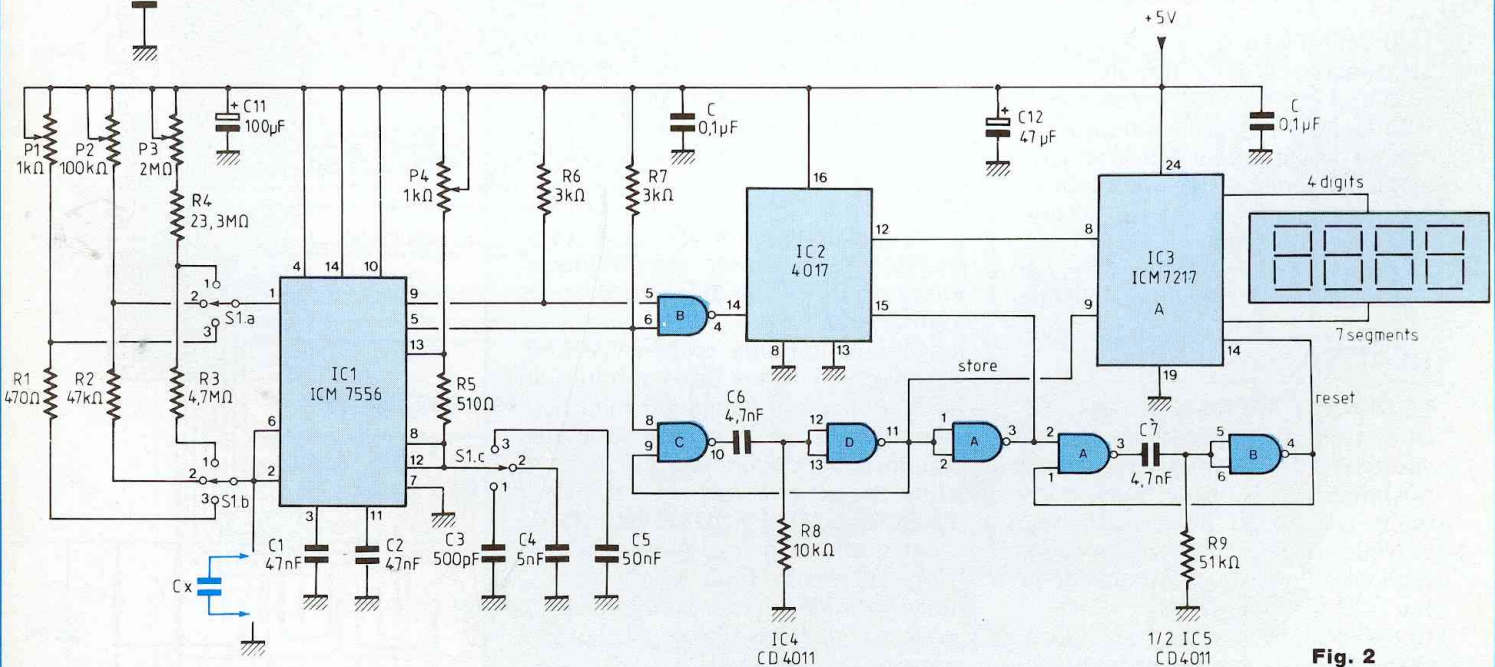 +5V
C11
100µF
C
0,1µF
C12
47µF
C
0,1µF
P1
1kΩ
P2
100kΩ
P3
2MΩ
R4
23,3MΩ
P4
1kΩ
R6
3kΩ
R7
3kΩ
16
24
4 digits
IC2
4017
12
8
IC3
ICM7217
A
15
9
14
7 segments
19
8
13
4
14
10
1
2
3
S1.a
1
9
5
13
8
12
7
6
2
3
11
IC1
ICM 7556
5
6
B
4
14
R1
470Ω
R2
47kΩ
R3
4,7MΩ
1
2
3
S1.b
R5
510Ω
S1.c
3
2
1
store
reset
8
9
C
10
C6
4,7nF
12
13
D
11
1
2
A
3
2
1
A
3
C7
4,7nF
5
6
B
4
C1
47nF
C2
47nF
C3
500pF
C4
5nF
C5
50nF
R8
10kΩ
R9
51kΩ
Cx
IC4
CD4011
1/2 IC5
CD4011
Fig. 2